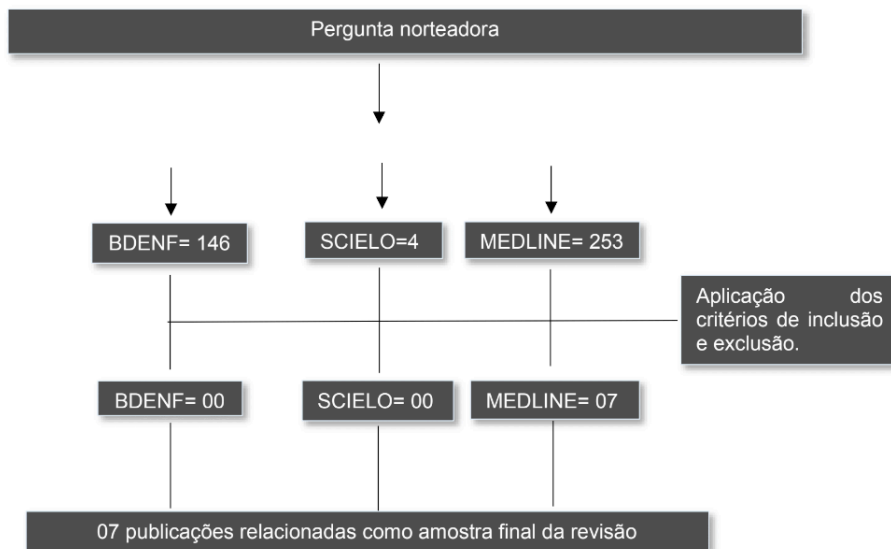 Pergunta norteadora
BDENF= 146
SCIELO=4
MEDLINE= 253
Aplicação dos
critérios de inclusão
e exclusão.
BDENF= 00
SCIELO= 00
MEDLINE= 07
07 publicações relacionadas como amostra final da revisão